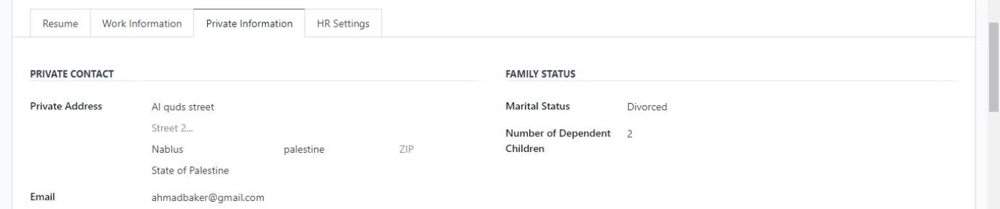 Resume Work Information Private Information HR Settings
PRIVATE CONTACT
Private Address Al quds street
Street 2...
Nablus palestine ZIP
State of Palestine
Email ahmadbaker@gmail.com
FAMILY STATUS
Marital Status Divorced
Number of Dependent 2
Children